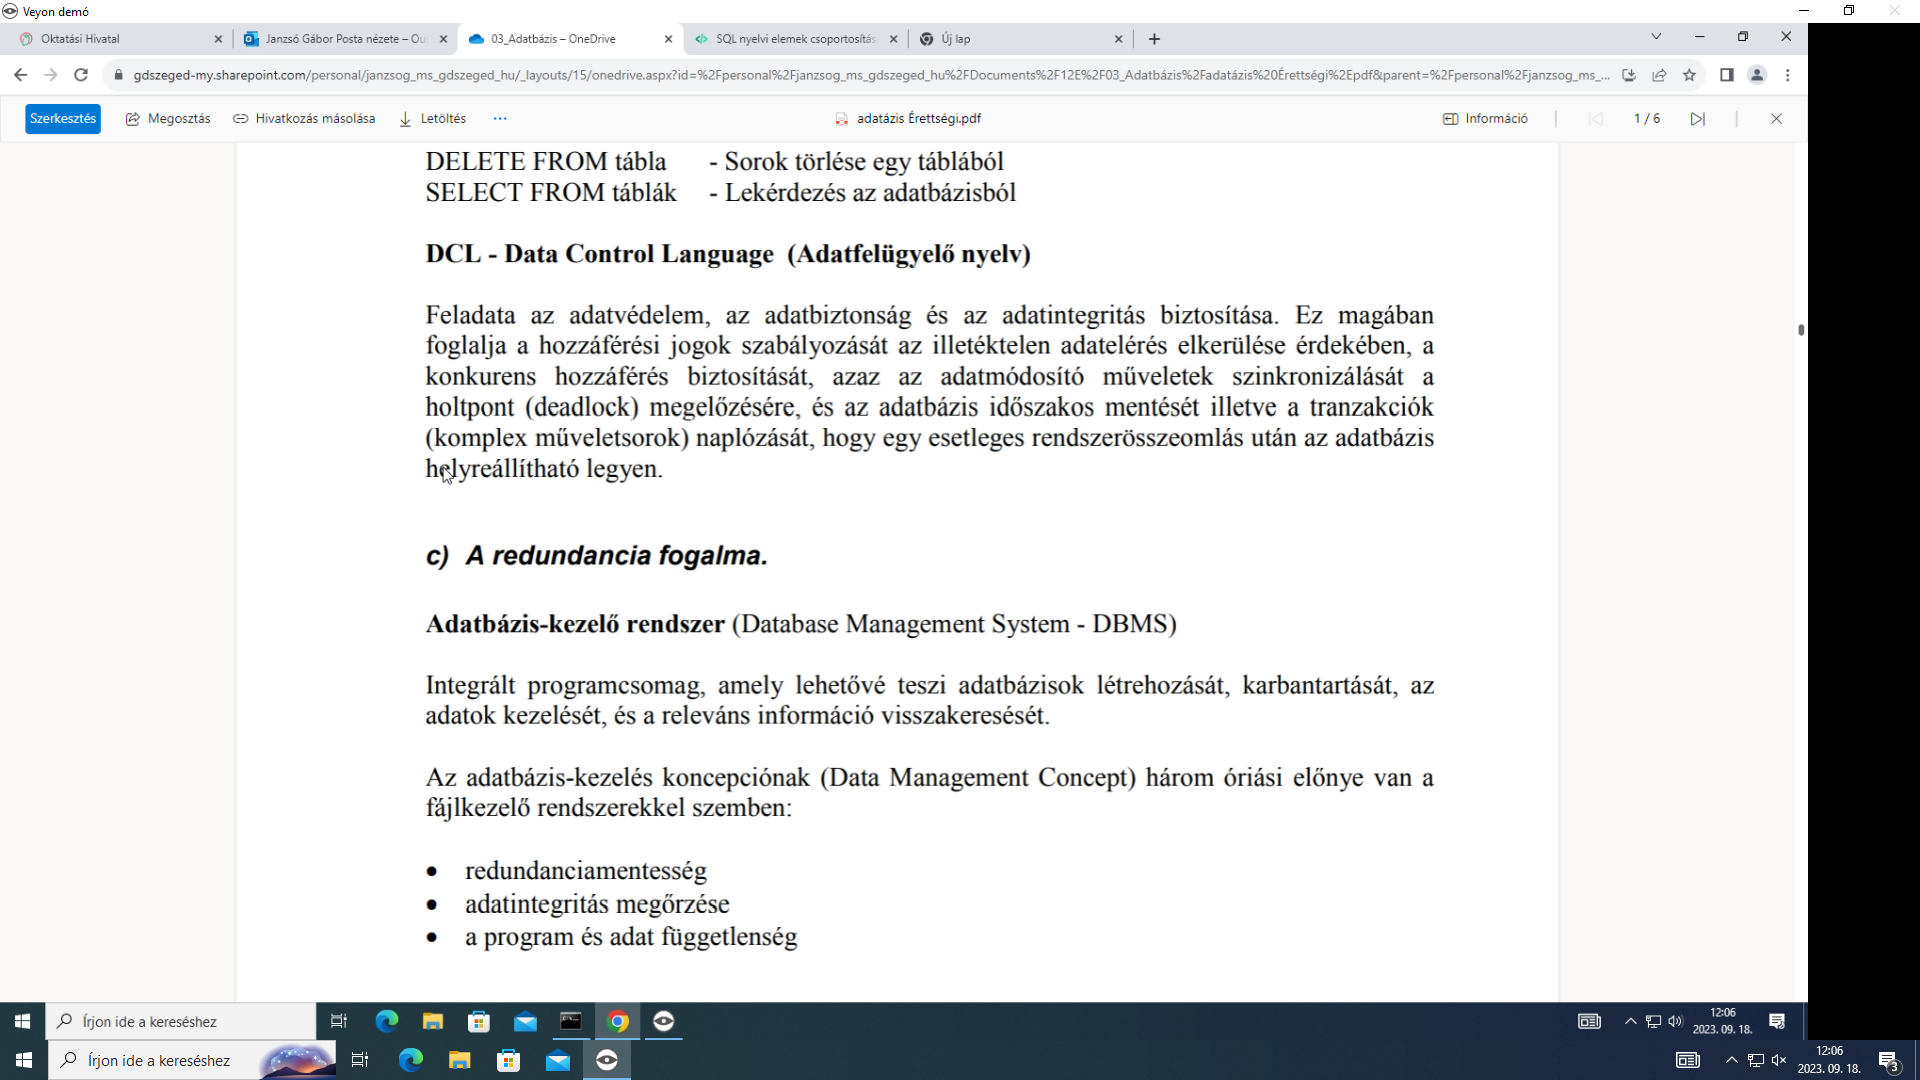 Veyon demó
Oktatási Hivatal
Janzsó Gábor Posta nézete – Ou
03_Adatbázis – OneDrive
SQL nyelvi elemek csoportosítás
Új lap
gdszeged-my.sharepoint.com/personal/janzsog_ms_gdszeged_hu/_layouts/15/onedrive.aspx?id=%2Fpersonal%2Fjanzsog_ms_gdszeged_hu%2FDocuments%2F12E%2F03_Adatbázis%2Fadatázis%20Érettségi%2Epdf&parent=%2Fpersonal%2Fjanzsog_ms_...
Szerkesztés
Megosztás
Hivatkozás másolása
Letöltés
...
adatázis Érettségi.pdf
Információ
1 / 6
DELETE FROM tábla - Sorok törlése egy táblából
SELECT FROM táblák - Lekérdezés az adatbázisból
DCL - Data Control Language (Adatfelügyelő nyelv)
Feladata az adatvédelem, az adatbiztonság és az adatintegritás biztosítása. Ez magában
foglalja a hozzáférési jogok szabályozását az illetéktelen adatelérés elkerülése érdekében, a
konkurens hozzáférés biztosítását, azaz az adatmódosító műveletek szinkronizálását a
holtpont (deadlock) megelőzésére, és az adatbázis időszakos mentését illetve a tranzakciók
(komplex műveletsorok) naplózását, hogy egy esetleges rendszerösszeomlás után az adatbázis
helyreállítható legyen.
c) A redundancia fogalma.
Adatbázis-kezelő rendszer (Database Management System - DBMS)
Integrált programcsomag, amely lehetővé teszi adatbázisok létrehozását, karbantartását, az
adatok kezelését, és a releváns információ visszakeresését.
Az adatbázis-kezelés koncepciónak (Data Management Concept) három óriási előnye van a
fájlkezelő rendszerekkel szemben:
• redundanciamentesség
• adatintegritás megőrzése
• a program és adat függetlenség
Írjon ide a kereséshez
12:06
2023. 09. 18.
Írjon ide a kereséshez
12:06
2023. 09. 18.
3